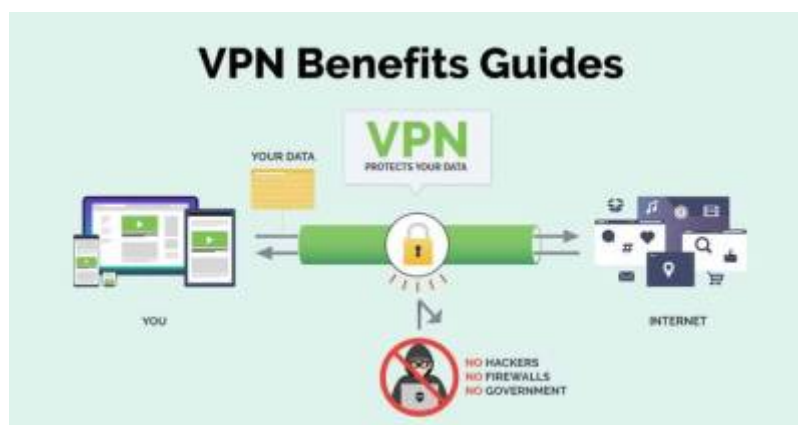 VPN Benefits Guides
VPN
PROTECTS YOUR DATA
YOUR DATA
YOU
INTERNET
NO HACKERS
NO FIREWALLS
NO GOVERNMENT